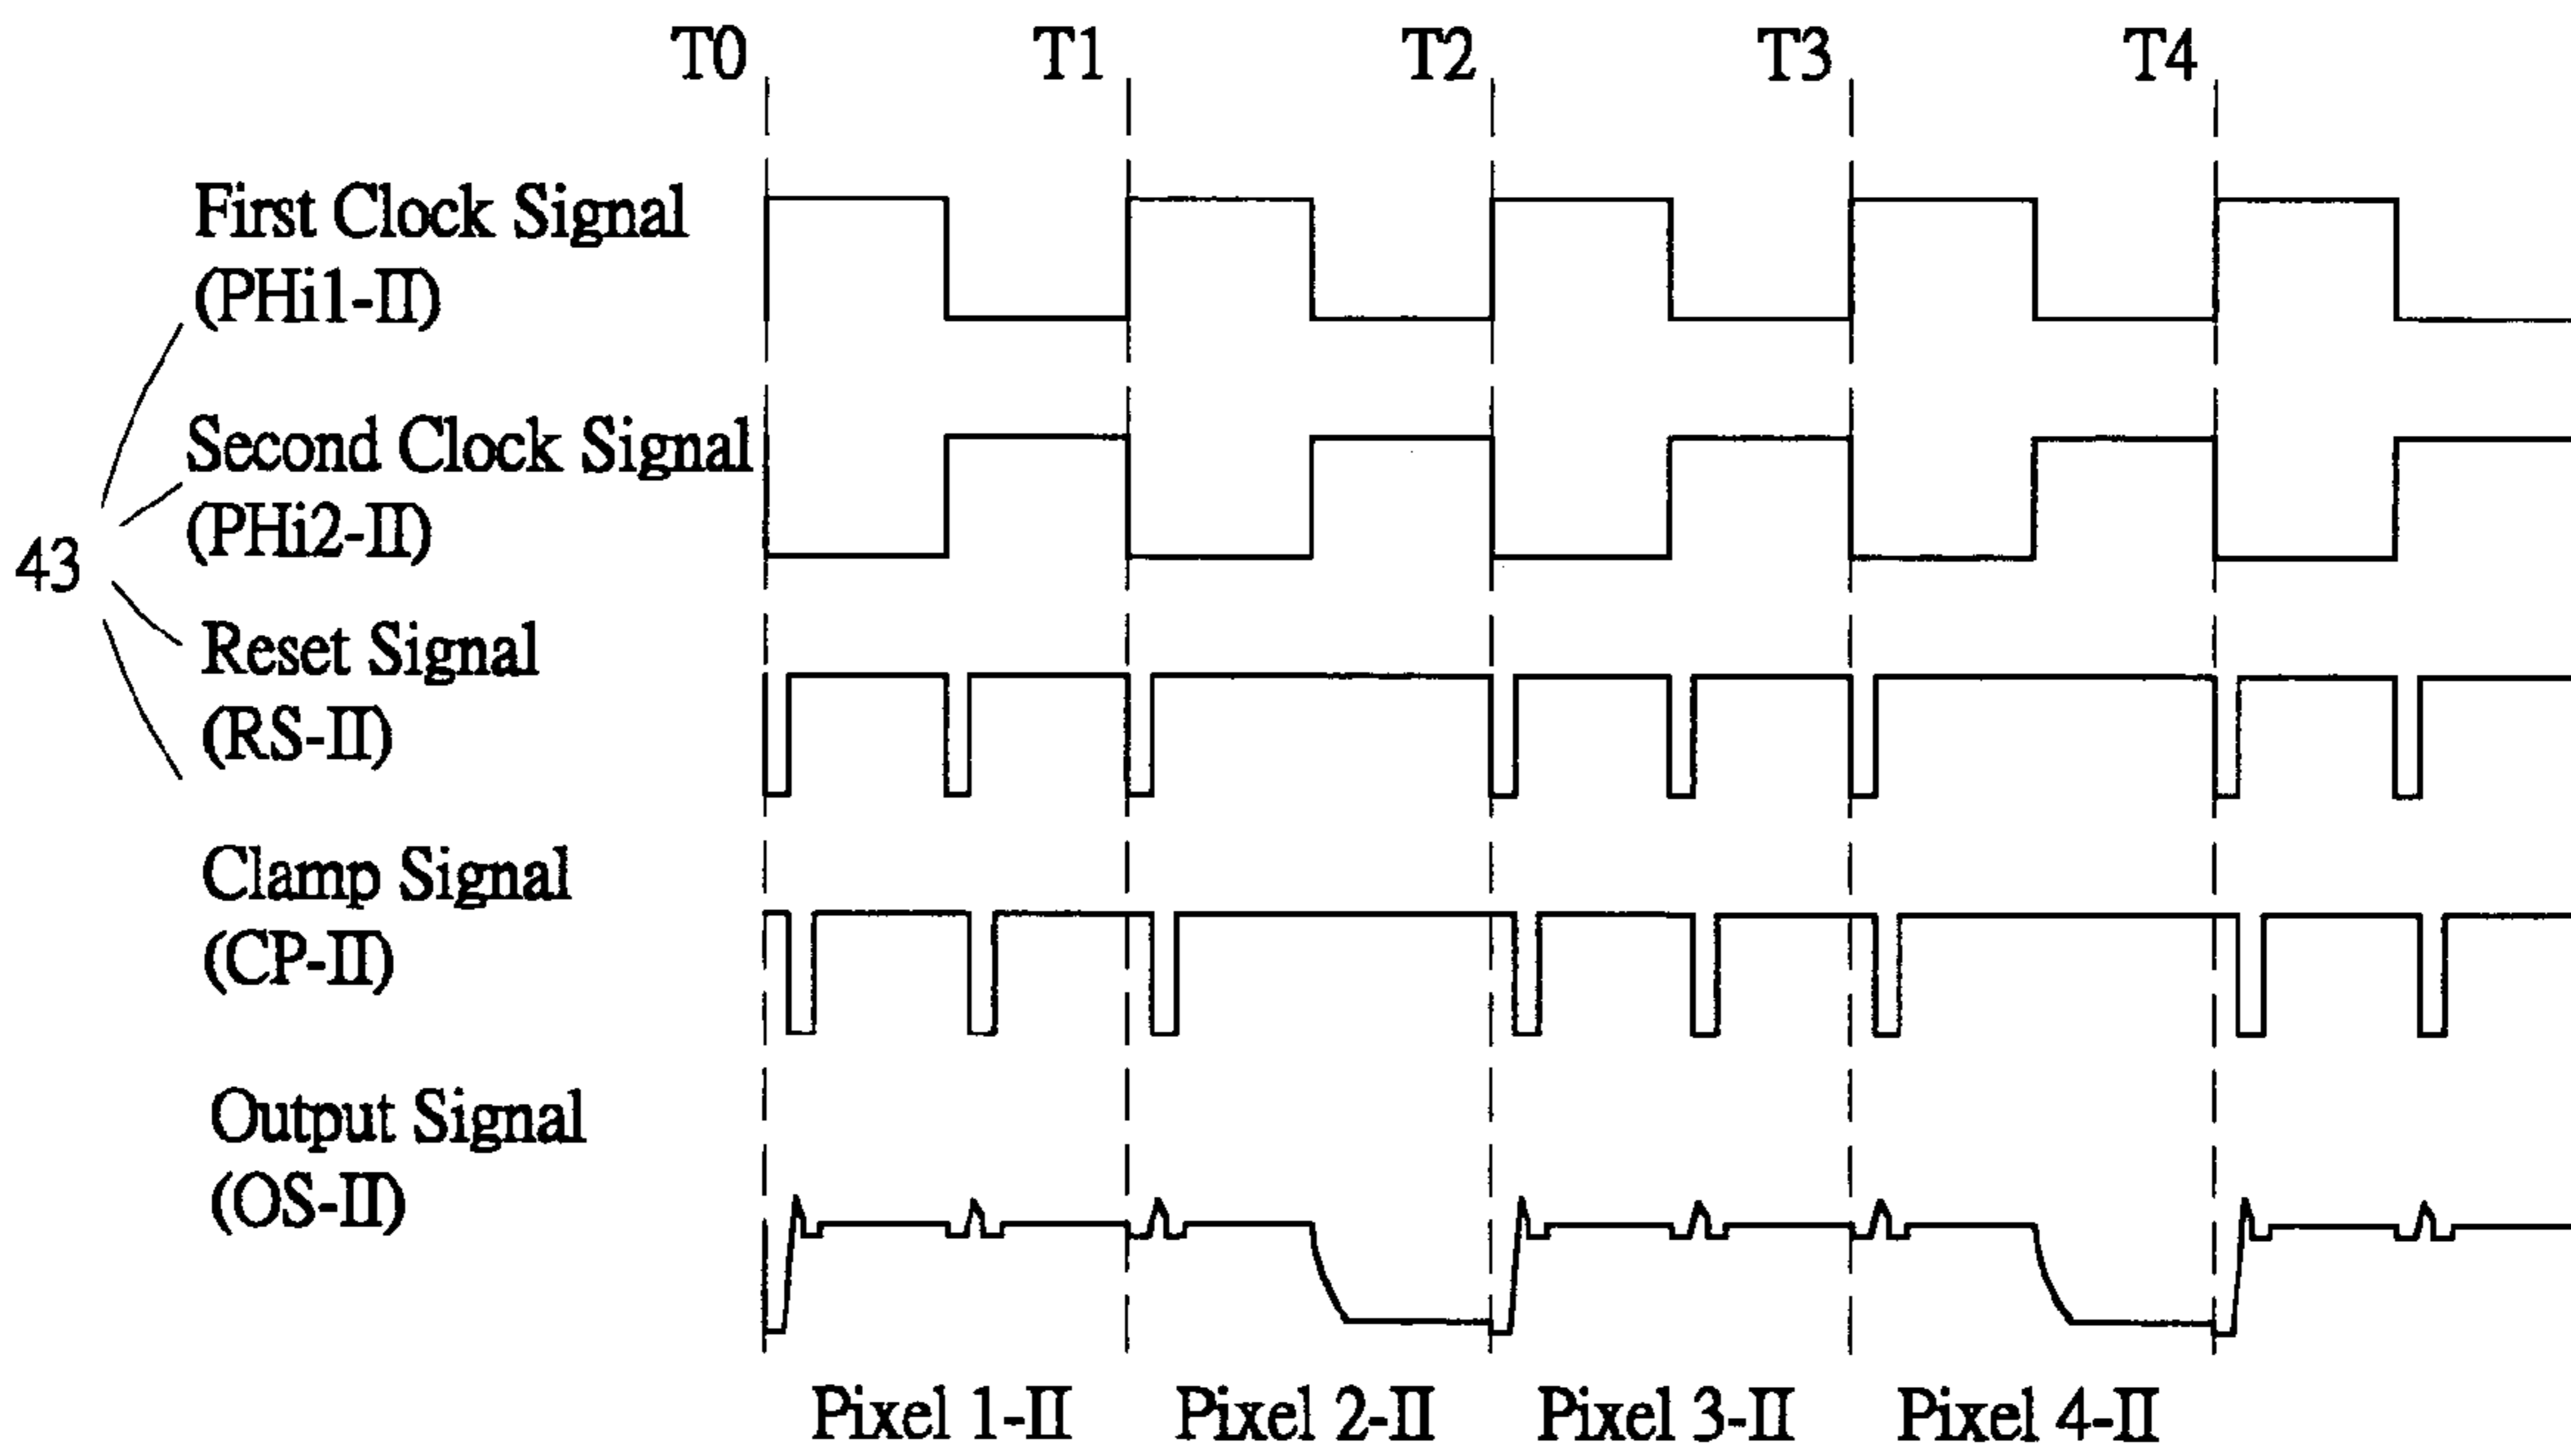 T0 T1 T2 T3 T4
First Clock Signal
(PHi1-II)
Second Clock Signal
(PHi2-II)
43
Reset Signal
(RS-II)
Clamp Signal
(CP-II)
Output Signal
(OS-II)
Pixel 1-II Pixel 2-II Pixel 3-II Pixel 4-II